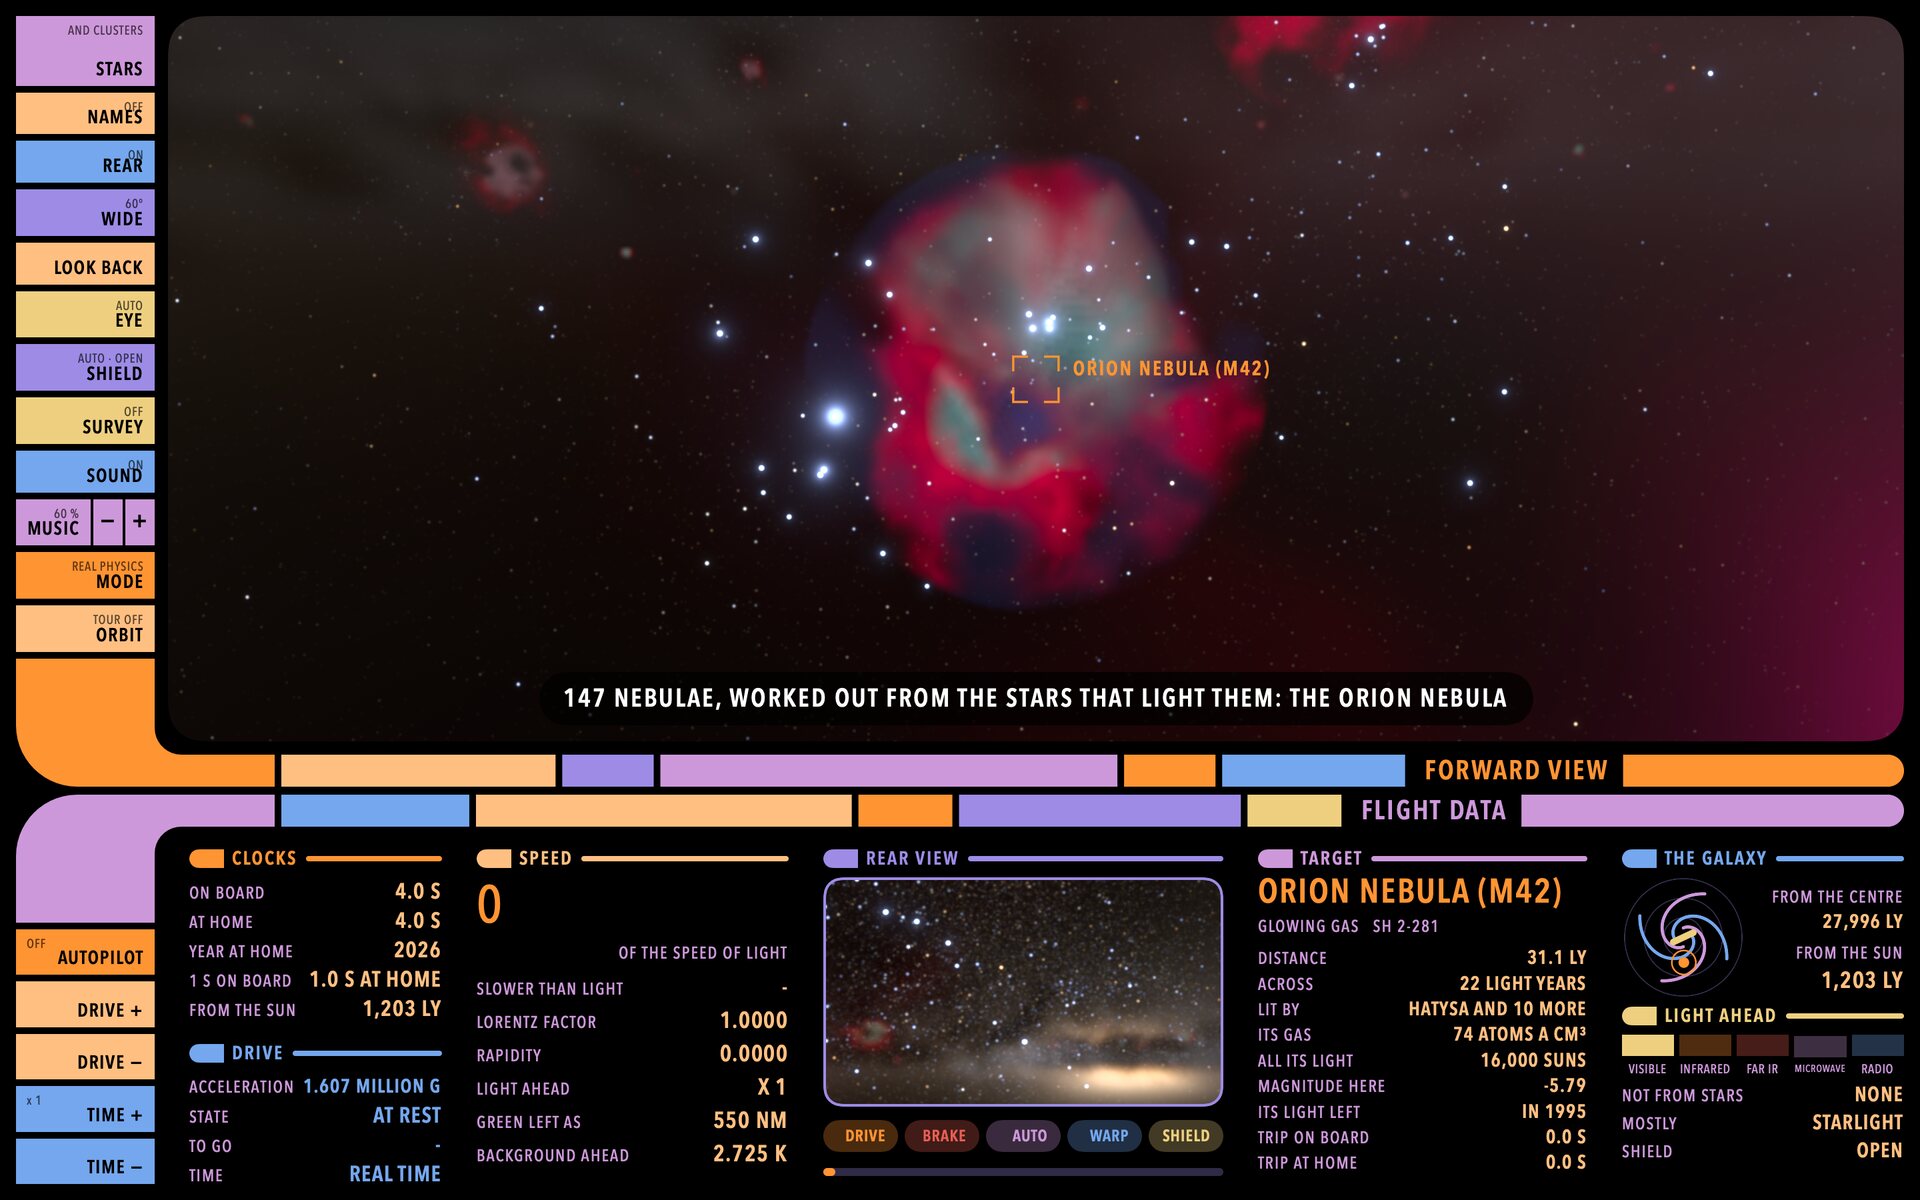 AND CLUSTERS
STARS
OFF
NAMES
ON
REAR
60°
WIDE
LOOK BACK
AUTO
EYE
AUTO · OPEN
SHIELD
OFF
SURVEY
ON
SOUND
60 %
MUSIC − +
REAL PHYSICS
MODE
TOUR OFF
ORBIT
ORION NEBULA (M42)
147 NEBULAE, WORKED OUT FROM THE STARS THAT LIGHT THEM: THE ORION NEBULA
FORWARD VIEW
FLIGHT DATA
OFF
AUTOPILOT
DRIVE +
DRIVE −
x 1
TIME +
TIME −
CLOCKS
ON BOARD 4.0 S
AT HOME 4.0 S
YEAR AT HOME 2026
1 S ON BOARD 1.0 S AT HOME
FROM THE SUN 1,203 LY
DRIVE
ACCELERATION 1.607 MILLION G
STATE AT REST
TO GO -
TIME REAL TIME
SPEED
0
OF THE SPEED OF LIGHT
SLOWER THAN LIGHT -
LORENTZ FACTOR 1.0000
RAPIDITY 0.0000
LIGHT AHEAD X 1
GREEN LEFT AS 550 NM
BACKGROUND AHEAD 2.725 K
REAR VIEW
DRIVE BRAKE AUTO WARP SHIELD
TARGET
ORION NEBULA (M42)
GLOWING GAS SH 2-281
DISTANCE 31.1 LY
ACROSS 22 LIGHT YEARS
LIT BY HATYSA AND 10 MORE
ITS GAS 74 ATOMS A CM³
ALL ITS LIGHT 16,000 SUNS
MAGNITUDE HERE -5.79
ITS LIGHT LEFT IN 1995
TRIP ON BOARD 0.0 S
TRIP AT HOME 0.0 S
THE GALAXY
FROM THE CENTRE
27,996 LY
FROM THE SUN
1,203 LY
LIGHT AHEAD
VISIBLE INFRARED FAR IR MICROWAVE RADIO
NOT FROM STARS NONE
MOSTLY STARLIGHT
SHIELD OPEN